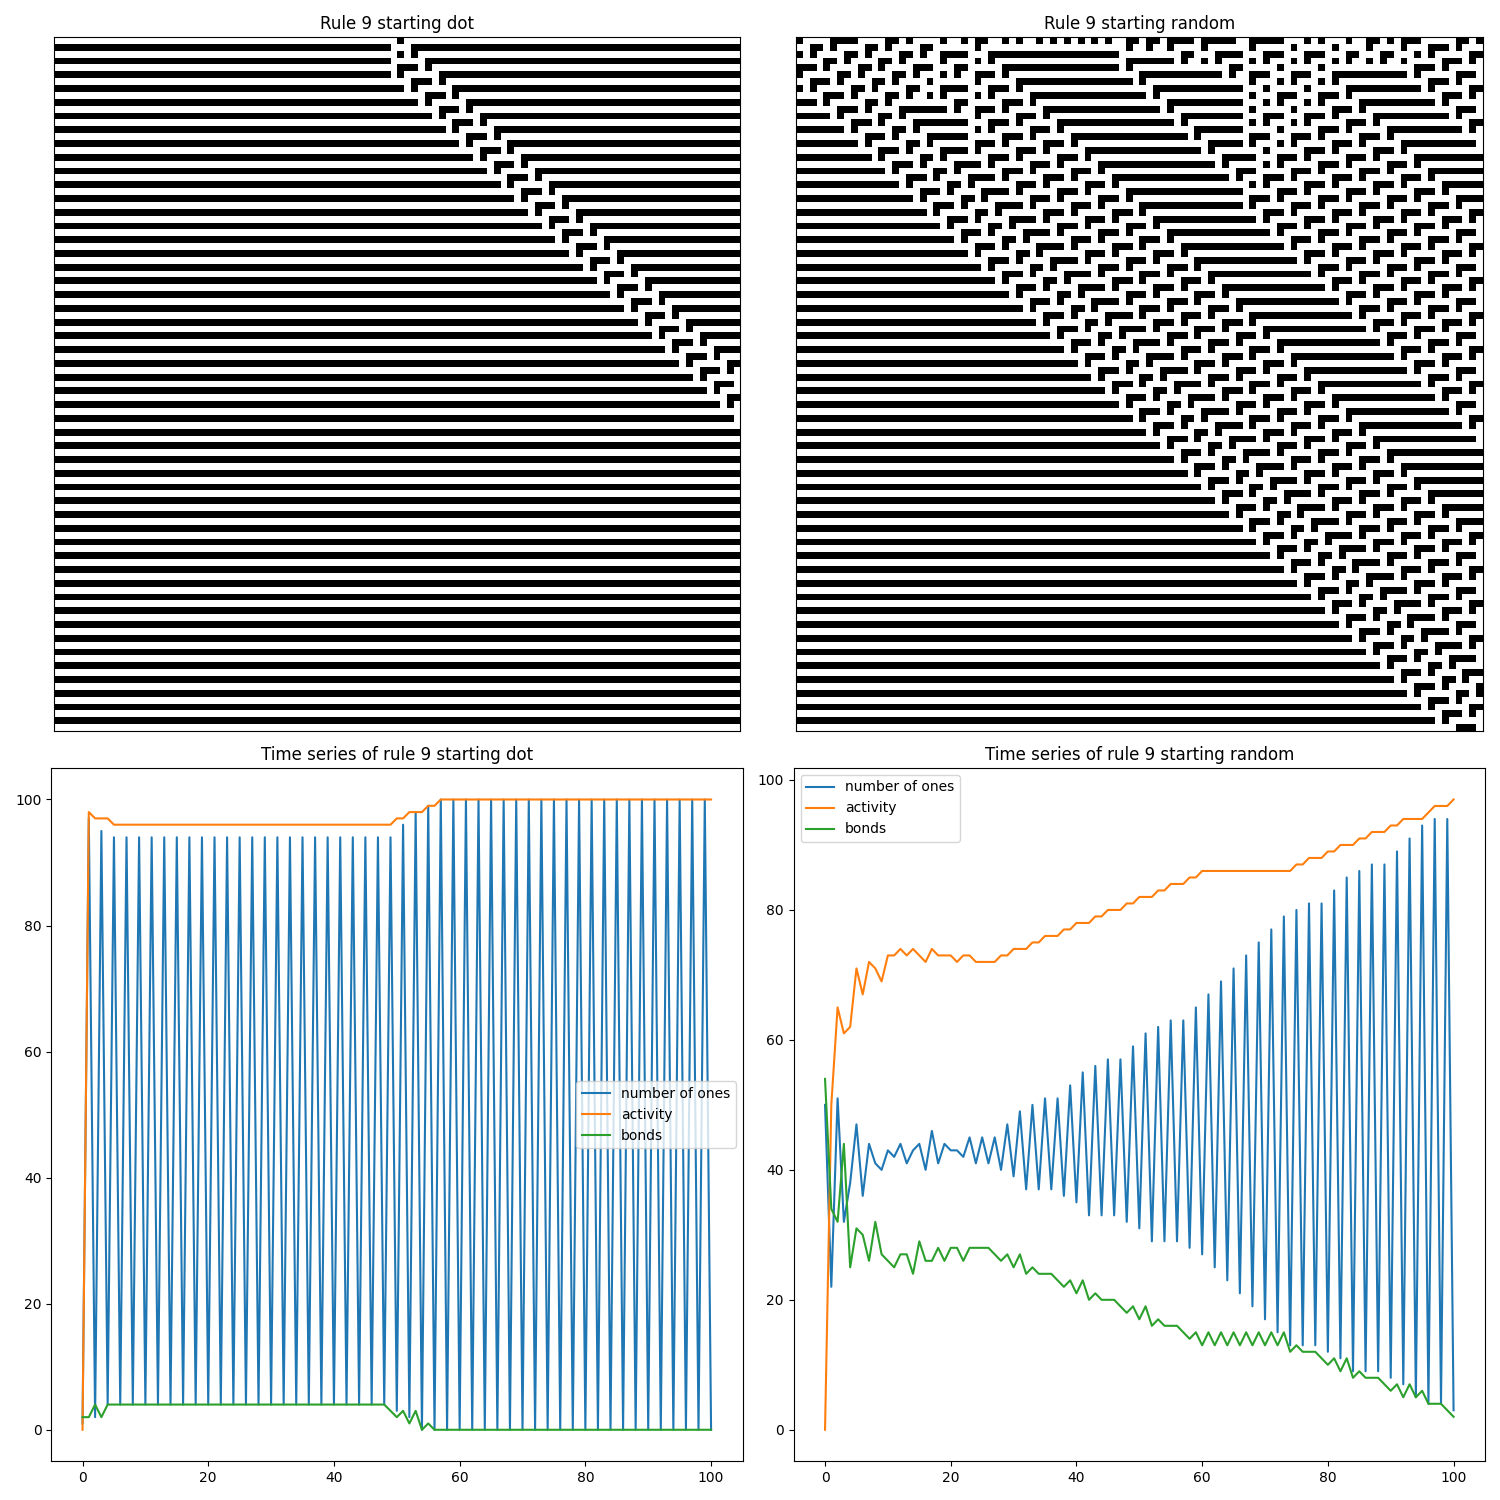 Rule 9 starting dot
Rule 9 starting random
Time series of rule 9 starting dot
100
80
60
40
20
0
number of ones
activity
bonds
0 20 40 60 80 100
Time series of rule 9 starting random
100
80
60
40
20
0
number of ones
activity
bonds
0 20 40 60 80 100